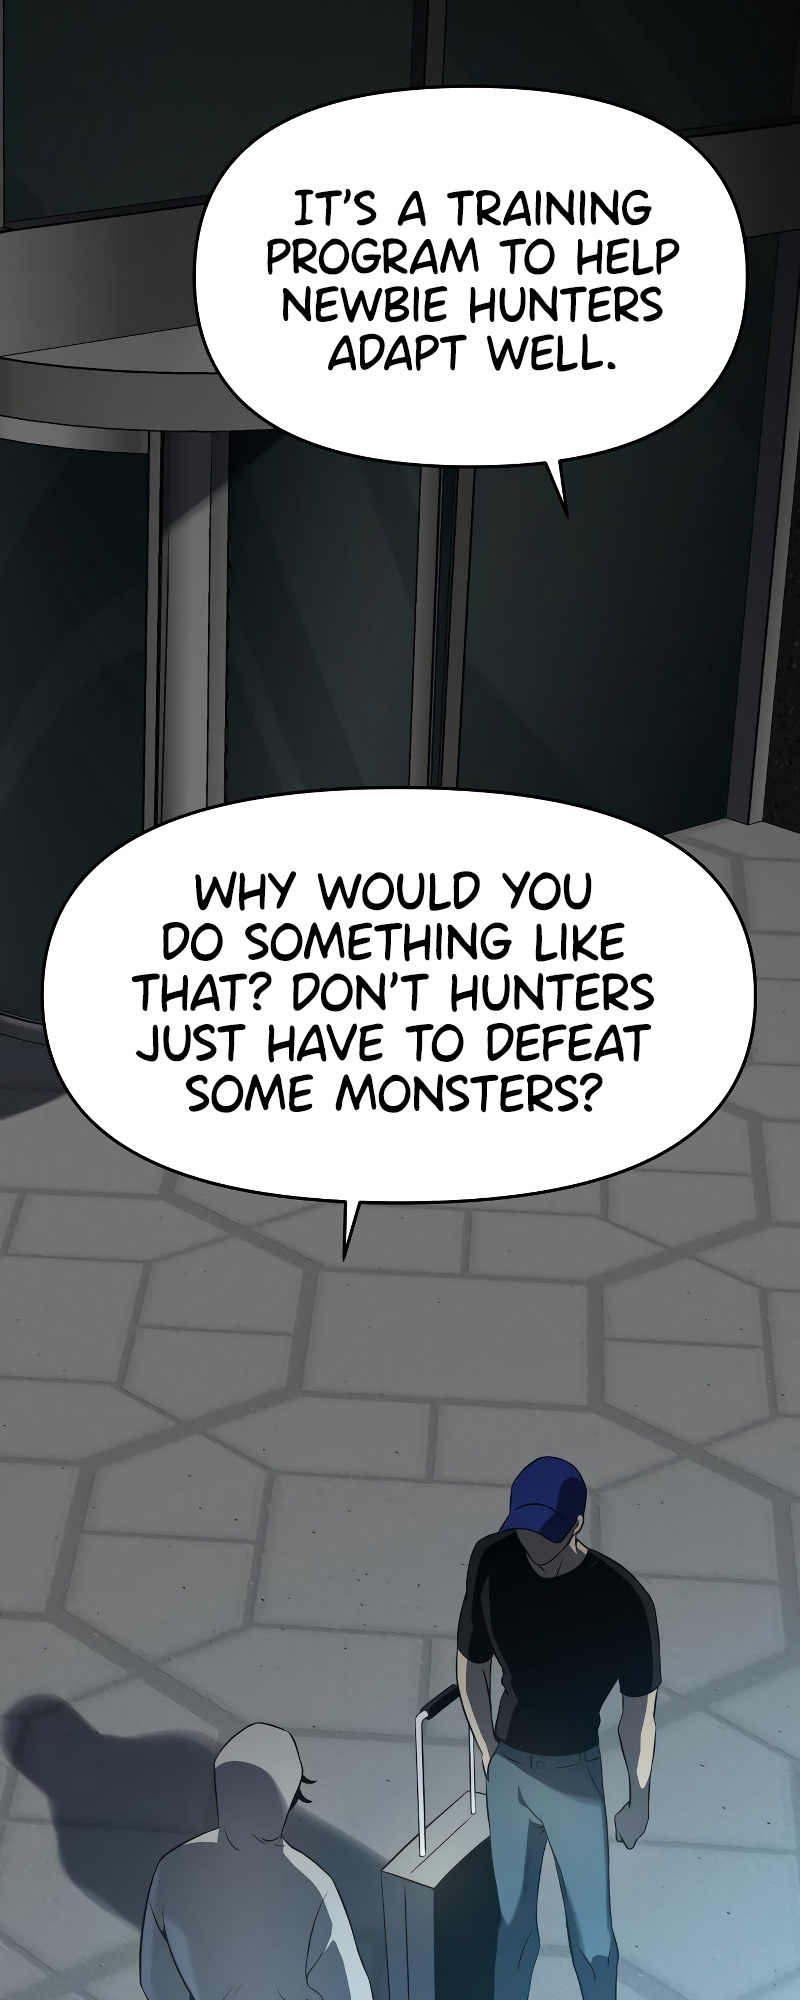 IT'S A TRAINING
PROGRAM TO HELP
NEWBIE HUNTERS
ADAPT WELL.
WHY WOULD YOU
DO SOMETHING LIKE
THAT? DON'T HUNTERS
JUST HAVE TO DEFEAT
SOME MONSTERS?